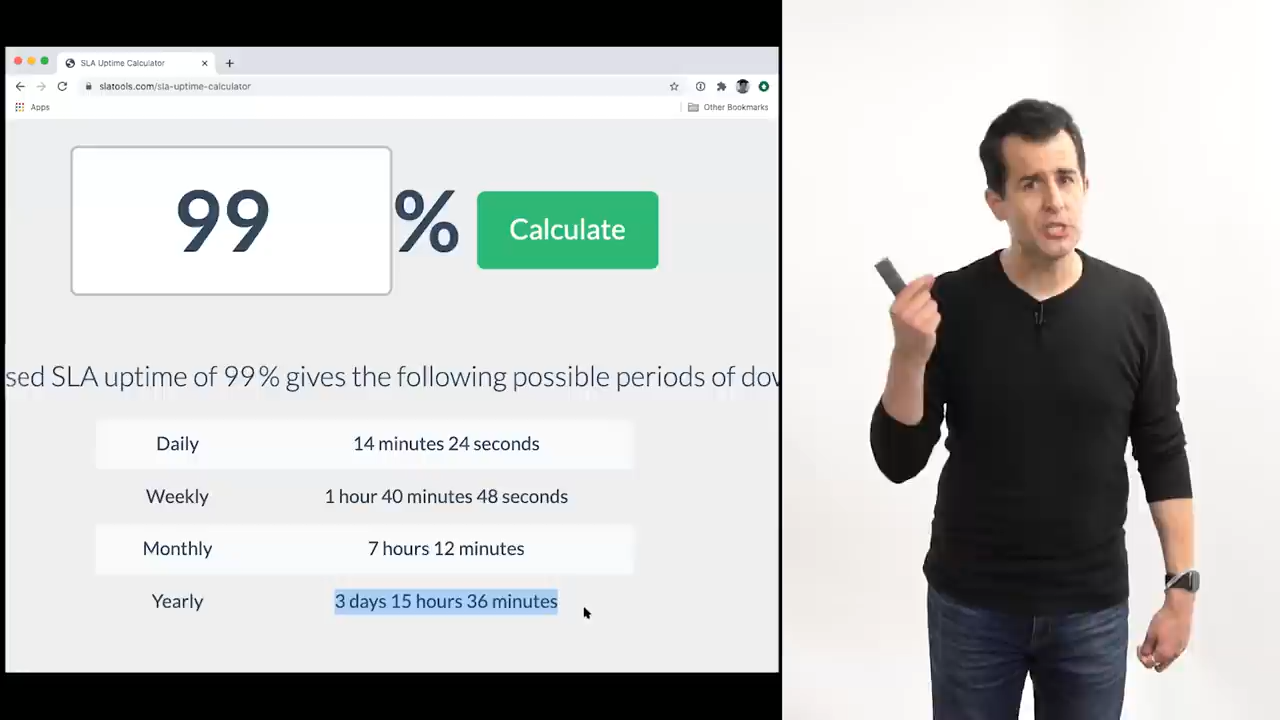 SLA Uptime Calculator
slatools.com/sla-uptime-calculator
Apps
Other Bookmarks
99 % Calculate
sed SLA uptime of 99% gives the following possible periods of dow
Daily 14 minutes 24 seconds
Weekly 1 hour 40 minutes 48 seconds
Monthly 7 hours 12 minutes
Yearly 3 days 15 hours 36 minutes